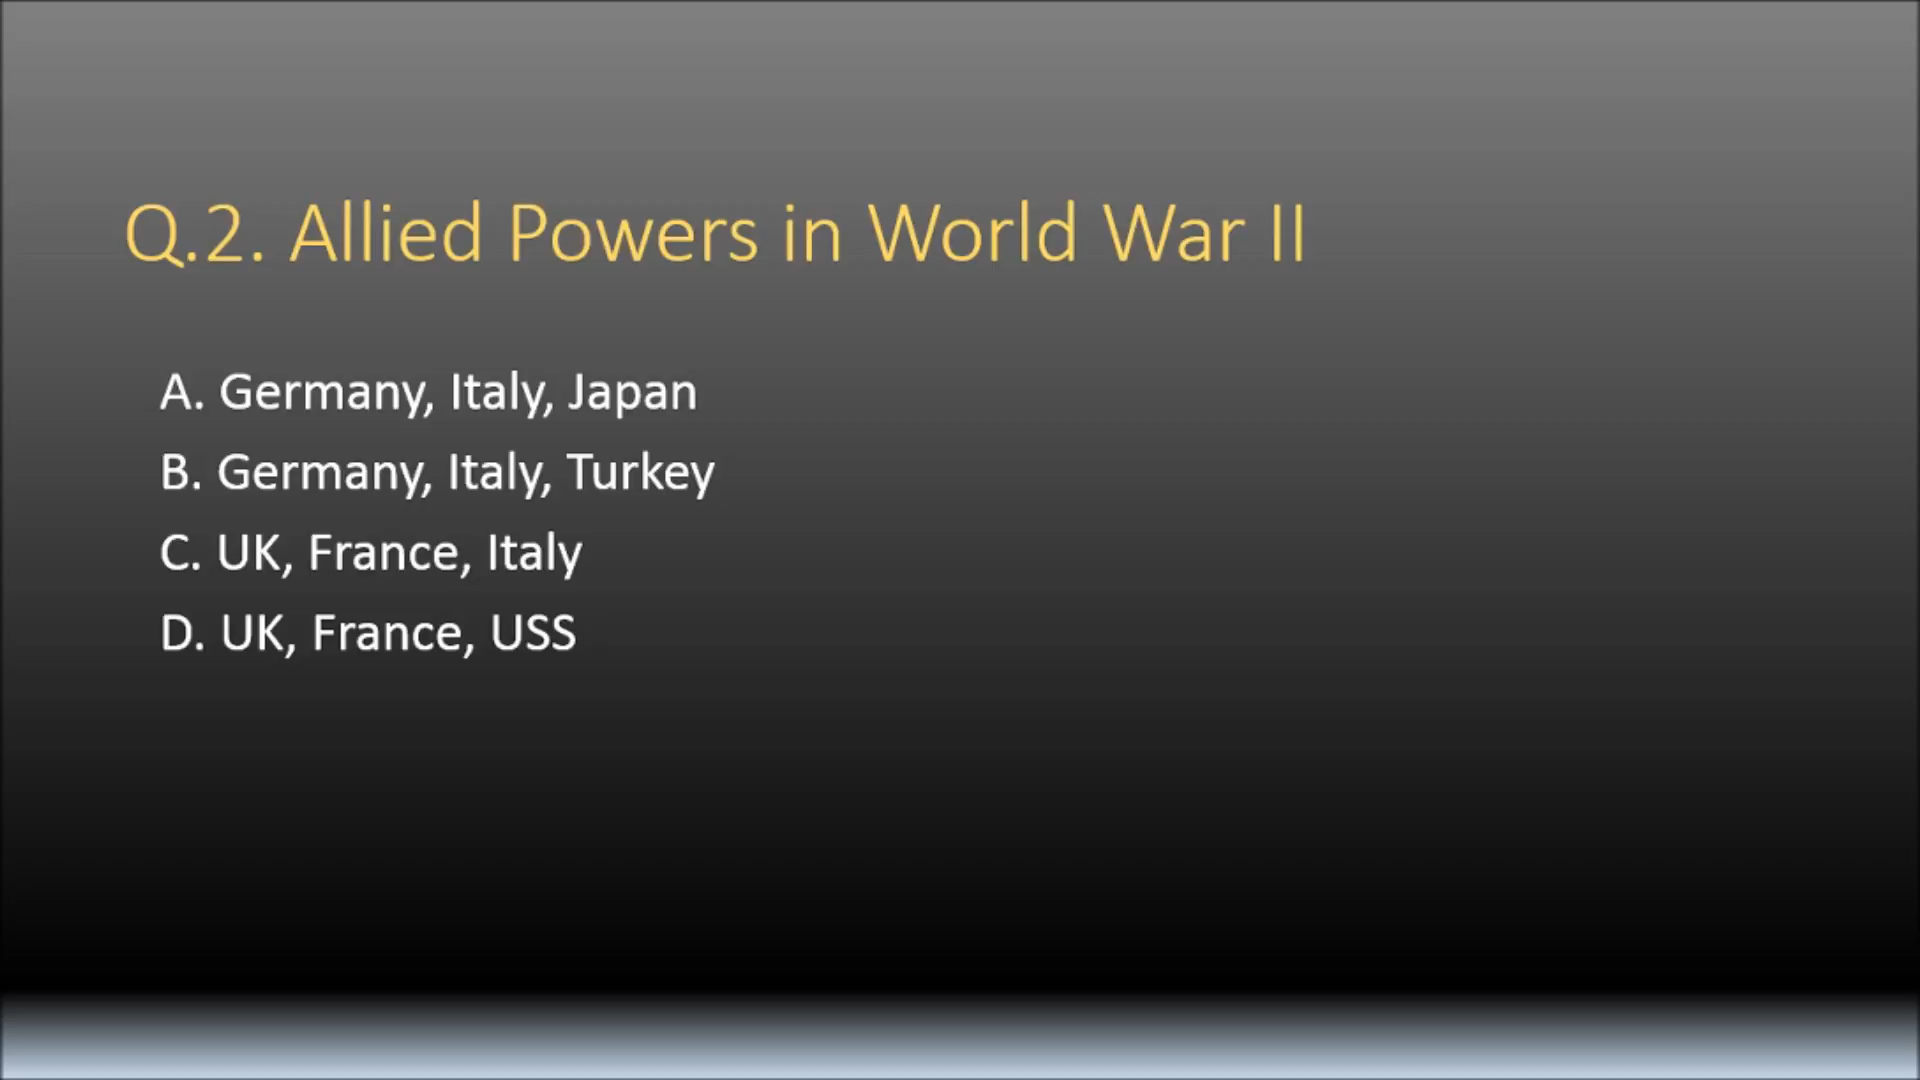 Q.2. Allied Powers in World War II
A. Germany, Italy, Japan
B. Germany, Italy, Turkey
C. UK, France, Italy
D. UK, France, USS